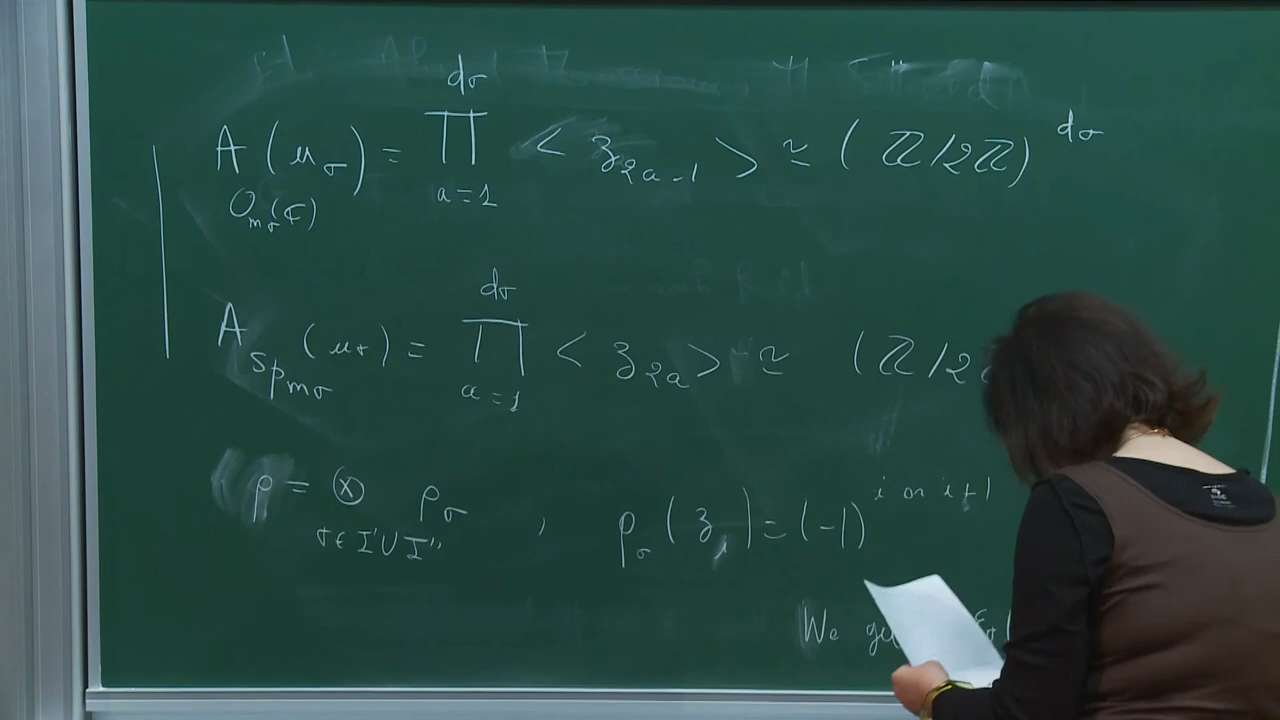 dσ
A (uσ) = ∏ < z2a-1 > ≃ ( ℤ/2ℤ) dσ
Omσ(ℂ) a=1
dσ
A Spmσ (uσ) = ∏ < z2a > ≃ (ℤ/2
a=1
ρ = ⊗ ρσ , ρσ (zi) = (-1) i or i+1
σ∈I'∪I''
We